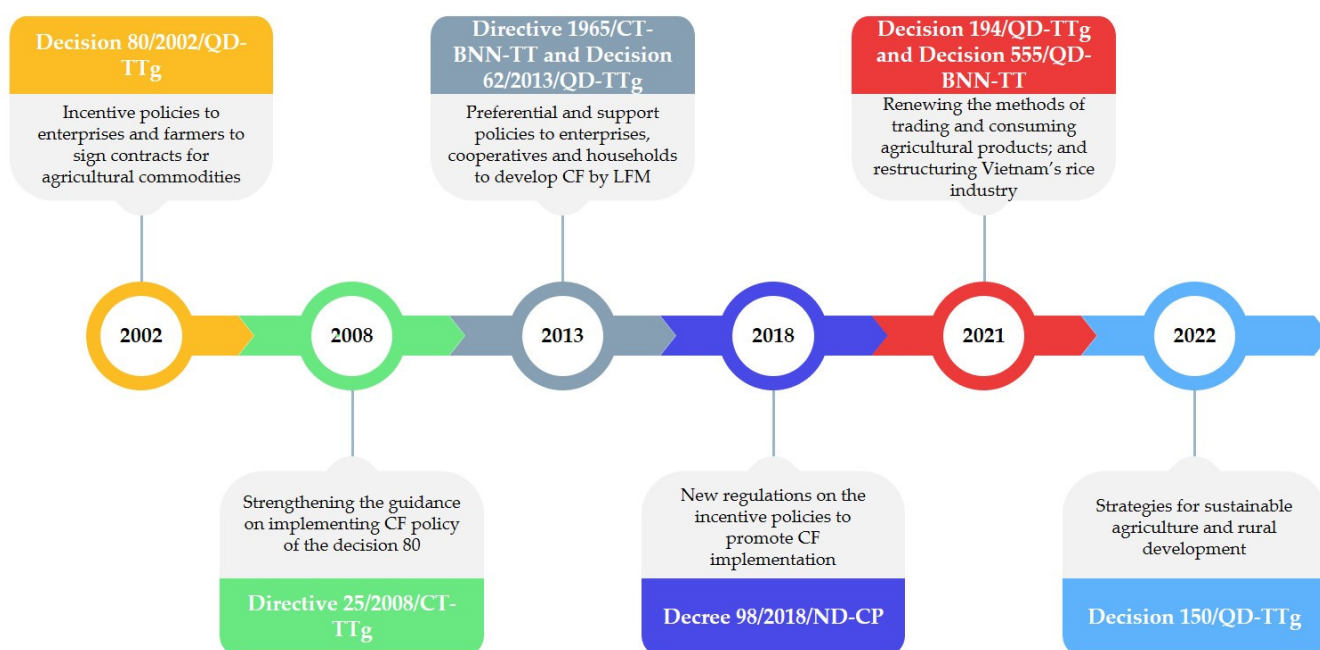 Decision 80/2002/QD-
TTg
Incentive policies to
enterprises and farmers to
sign contracts for
agricultural commodities
Directive 1965/CT-
BNN-TT and Decision
62/2013/QD-TTg
Preferential and support
policies to enterprises,
cooperatives and households
to develop CF by LFM
Decision 194/QD-TTg
and Decision 555/QD-
BNN-TT
Renewing the methods of
trading and consuming
agricultural products; and
restructuring Vietnam's rice
industry
2002
2008
2013
2018
2021
2022
Strengthening the guidance
on implementing CF policy
of the decision 80
Directive 25/2008/CT-
TTg
New regulations on the
incentive policies to
promote CF
implementation
Decree 98/2018/ND-CP
Strategies for sustainable
agriculture and rural
development
Decision 150/QD-TTg